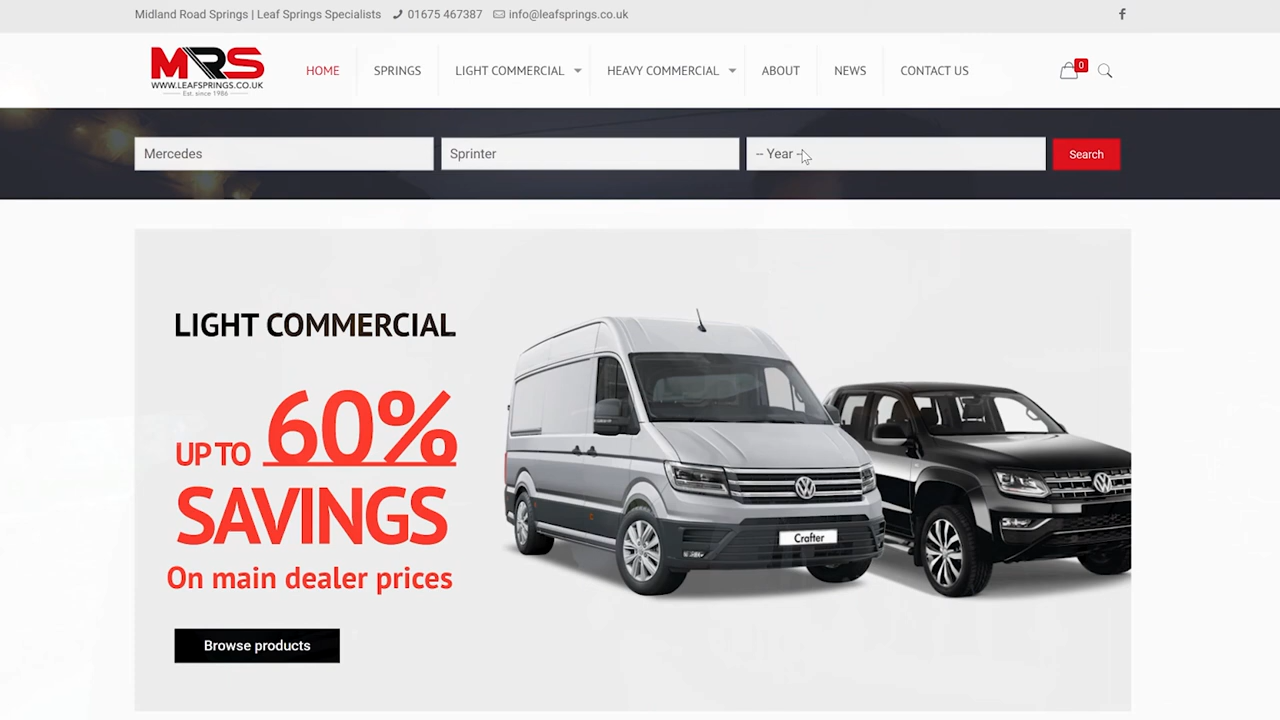 Midland Road Springs | Leaf Springs Specialists 01675 467387 info@leafsprings.co.uk
MRS
WWW.LEAFSPRINGS.CO.UK
Est. since 1986
HOME SPRINGS LIGHT COMMERCIAL HEAVY COMMERCIAL ABOUT NEWS CONTACT US 0
Mercedes Sprinter -- Year -- Search
LIGHT COMMERCIAL
UP TO 60%
SAVINGS
On main dealer prices
Crafter
Browse products